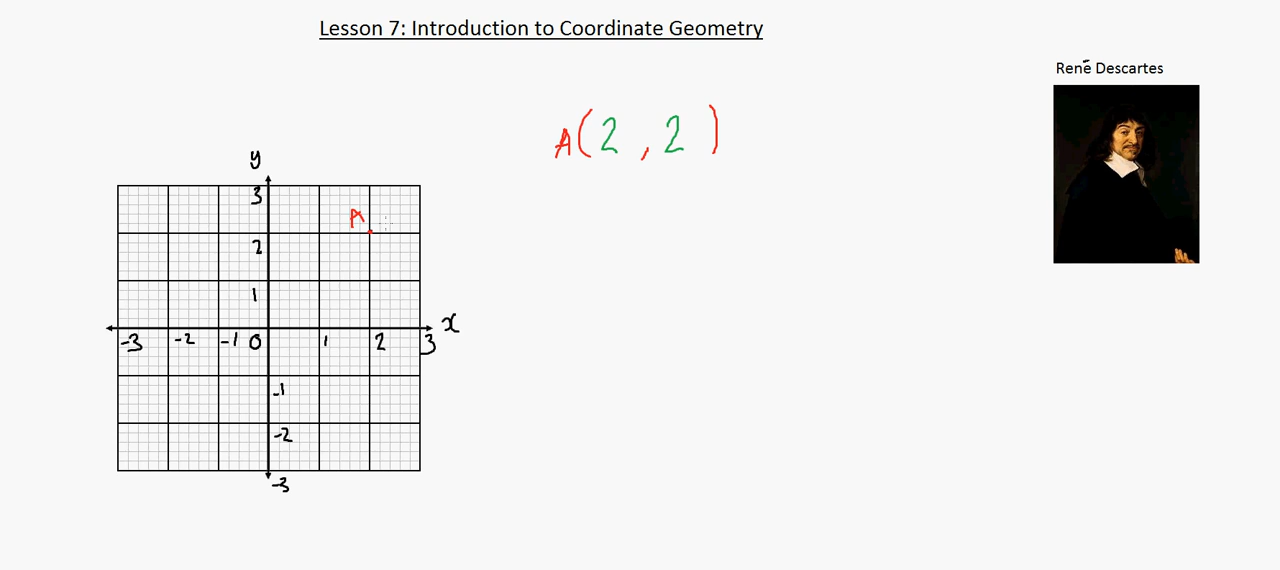 Lesson 7: Introduction to Coordinate Geometry
René Descartes
A(2, 2)
y
3
A
2
1
x
-3 -2 -1 0 1 2 3
-1
-2
-3